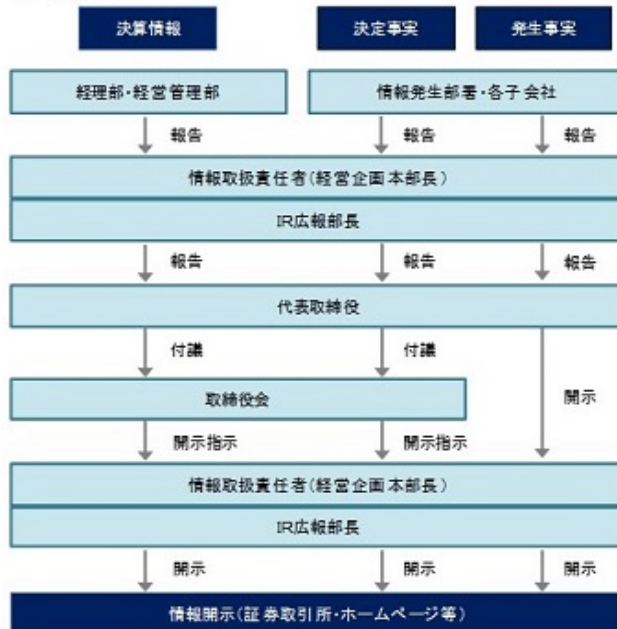 決算情報
決定事実
発生事実
経理部・経営管理部
情報発生部署・各子会社
報告
報告
報告
情報取扱責任者(経営企画本部長)
IR広報部長
報告
報告
報告
代表取締役
付議
付議
開示
取締役会
開示指示
開示指示
情報取扱責任者(経営企画本部長)
IR広報部長
開示
開示
開示
情報開示(証券取引所・ホームページ等)